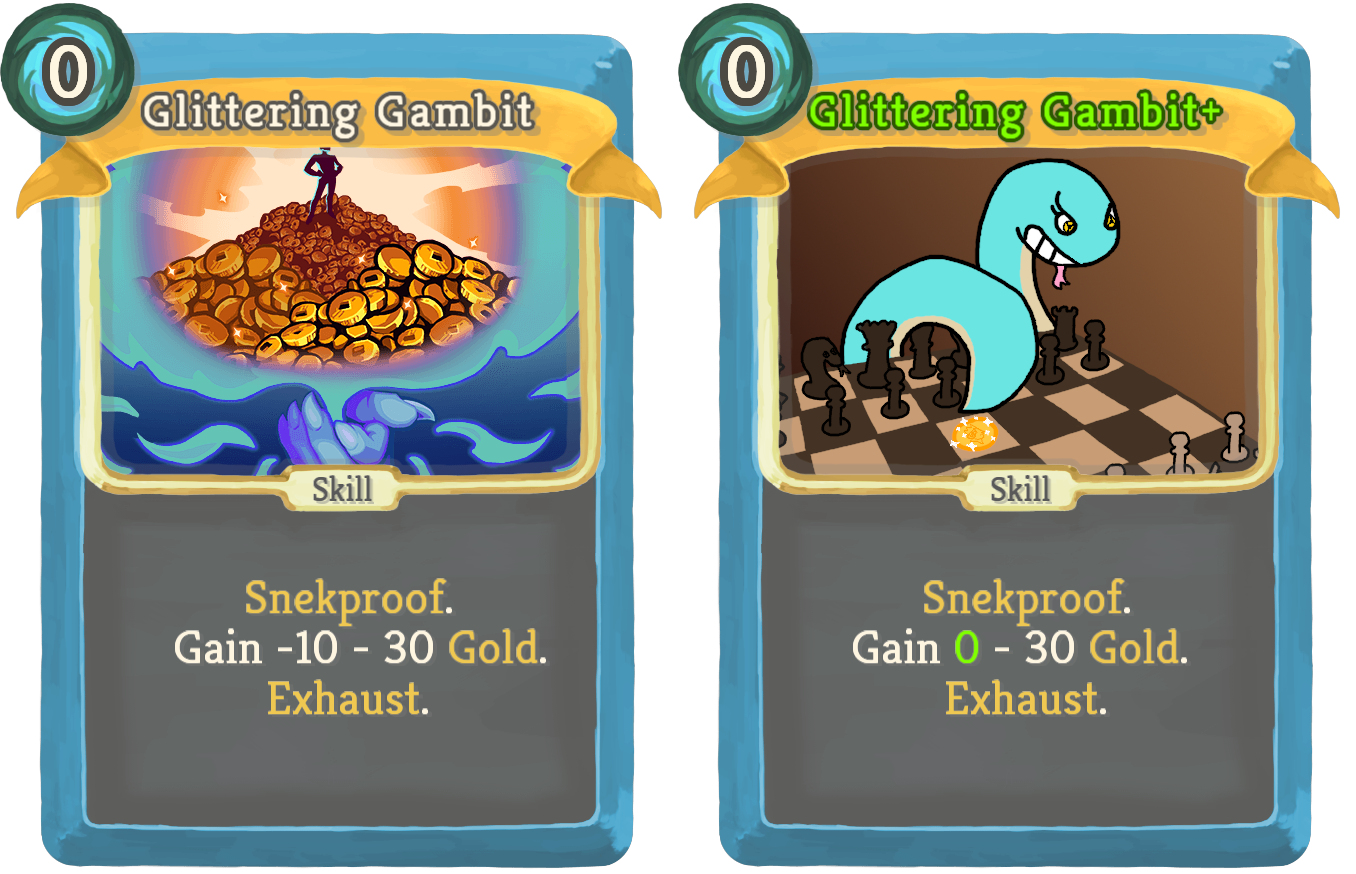 0
Glittering Gambit
Skill
Snekproof.
Gain -10 - 30 Gold.
Exhaust.
0
Glittering Gambit+
Skill
Snekproof.
Gain 0 - 30 Gold.
Exhaust.